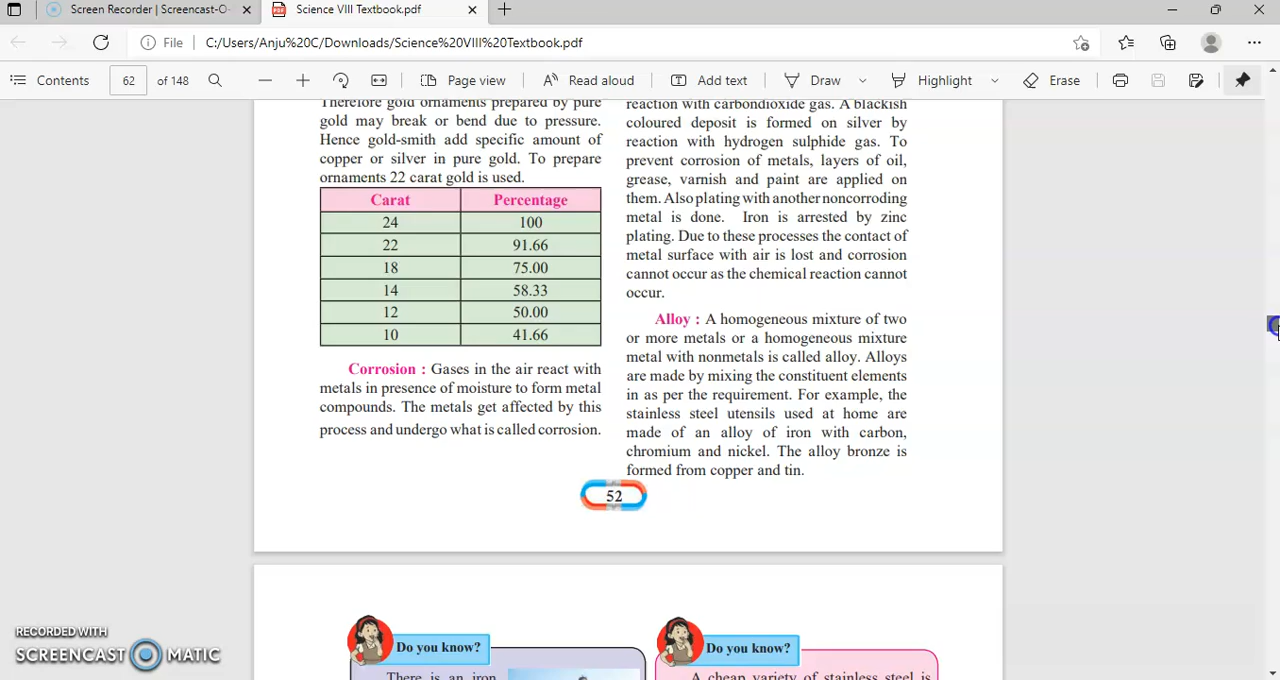 Screen Recorder | Screencast-O-
Science VIII Textbook.pdf
File
C:/Users/Anju%20C/Downloads/Science%20VIII%20Textbook.pdf
Contents
62
of 148
Page view
Read aloud
Add text
Draw
Highlight
Erase
Therefore gold ornaments prepared by pure
gold may break or bend due to pressure.
Hence gold-smith add specific amount of
copper or silver in pure gold. To prepare
ornaments 22 carat gold is used.
Carat Percentage
24 100
22 91.66
18 75.00
14 58.33
12 50.00
10 41.66
Corrosion : Gases in the air react with
metals in presence of moisture to form metal
compounds. The metals get affected by this
process and undergo what is called corrosion.
reaction with carbondioxide gas. A blackish
coloured deposit is formed on silver by
reaction with hydrogen sulphide gas. To
prevent corrosion of metals, layers of oil,
grease, varnish and paint are applied on
them. Also plating with another noncorroding
metal is done. Iron is arrested by zinc
plating. Due to these processes the contact of
metal surface with air is lost and corrosion
cannot occur as the chemical reaction cannot
occur.
Alloy : A homogeneous mixture of two
or more metals or a homogeneous mixture
metal with nonmetals is called alloy. Alloys
are made by mixing the constituent elements
in as per the requirement. For example, the
stainless steel utensils used at home are
made of an alloy of iron with carbon,
chromium and nickel. The alloy bronze is
formed from copper and tin.
52
Do you know?
There is an iron
Do you know?
A cheap variety of stainless steel is
RECORDED WITH
SCREENCAST MATIC